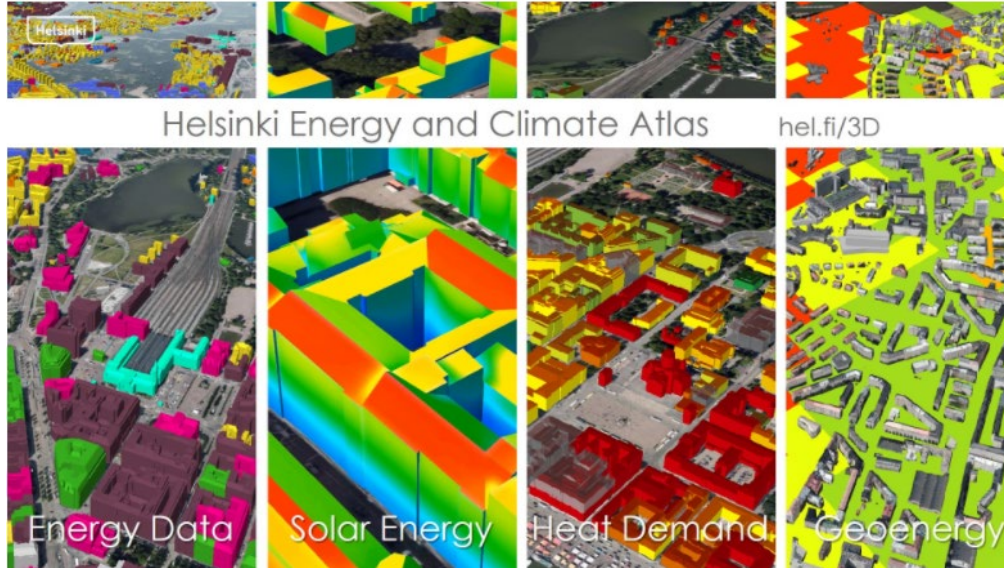 Helsinki
Helsinki Energy and Climate Atlas hel.fi/3D
Energy Data Solar Energy Heat Demand Geoenergy